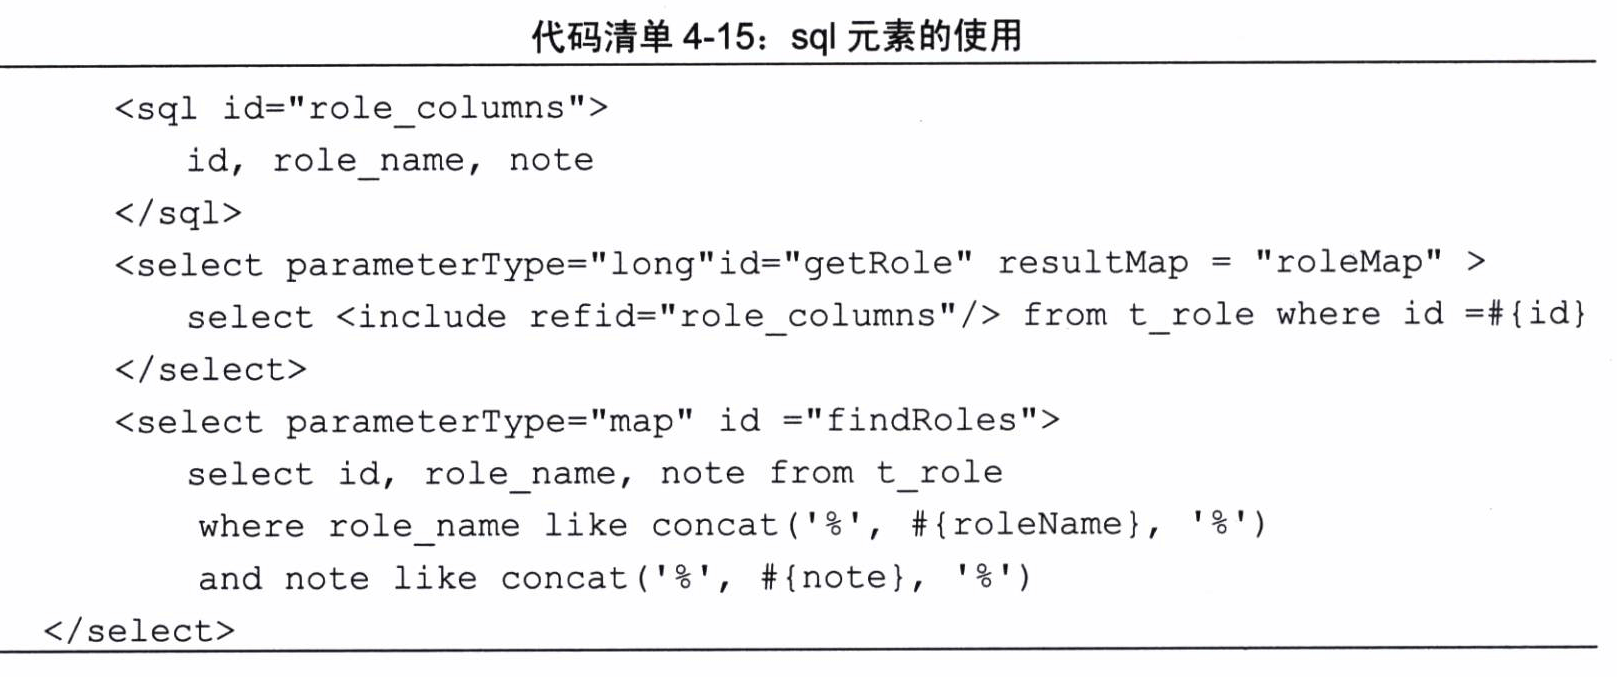 代码清单 4-15：sql 元素的使用
<sql id="role_columns">
id, role_name, note
</sql>
<select parameterType="long"id="getRole" resultMap = "roleMap" >
select <include refid="role_columns"/> from t_role where id =#{id}
</select>
<select parameterType="map" id ="findRoles">
select id, role_name, note from t_role
where role_name like concat('%', #{roleName}, '%')
and note like concat('%', #{note}, '%')
</select>